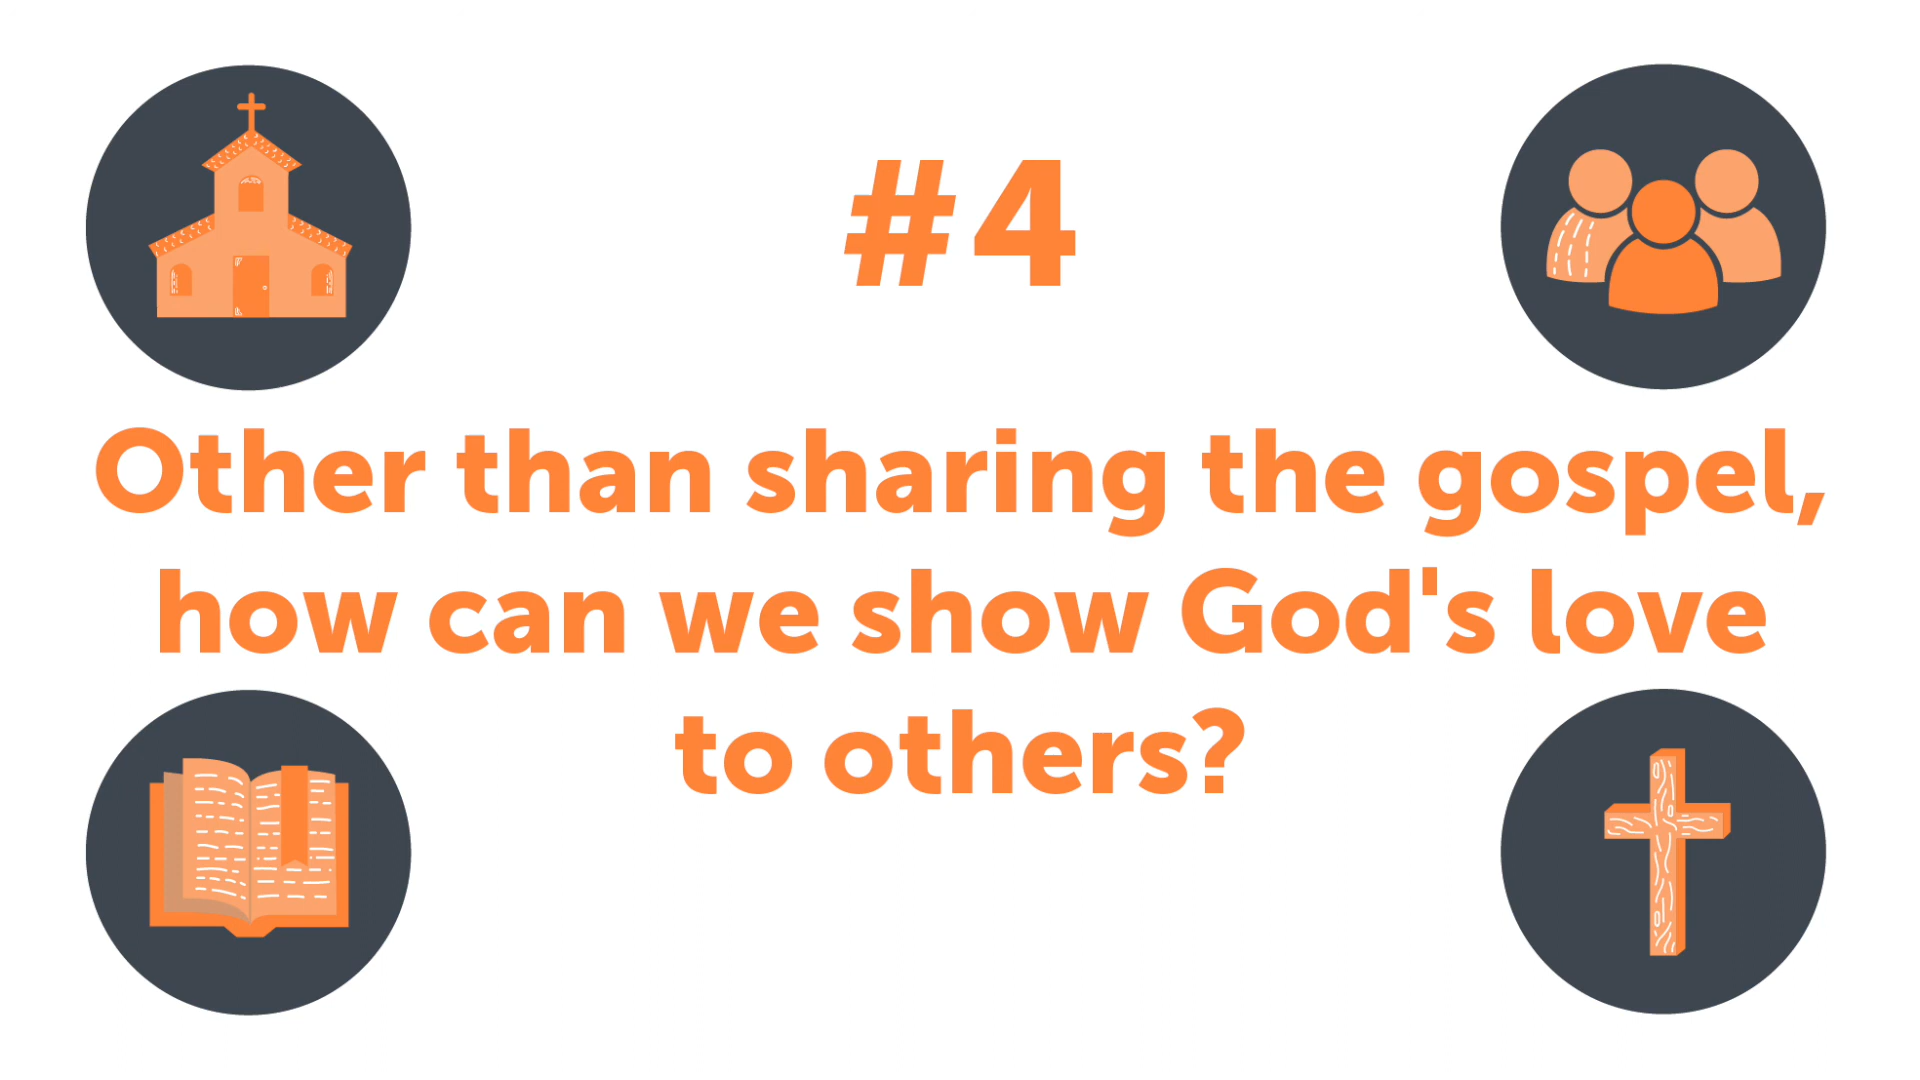 #4
Other than sharing the gospel,
how can we show God's love
to others?